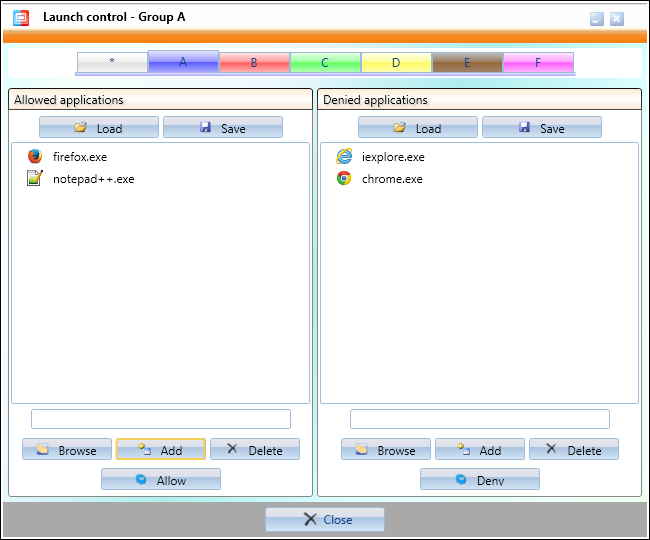 Launch control - Group A
* A B C D E F
Allowed applications Denied applications
Load Save Load Save
firefox.exe iexplore.exe
notepad++.exe chrome.exe
Browse Add Delete Browse Add Delete
Allow Deny
Close